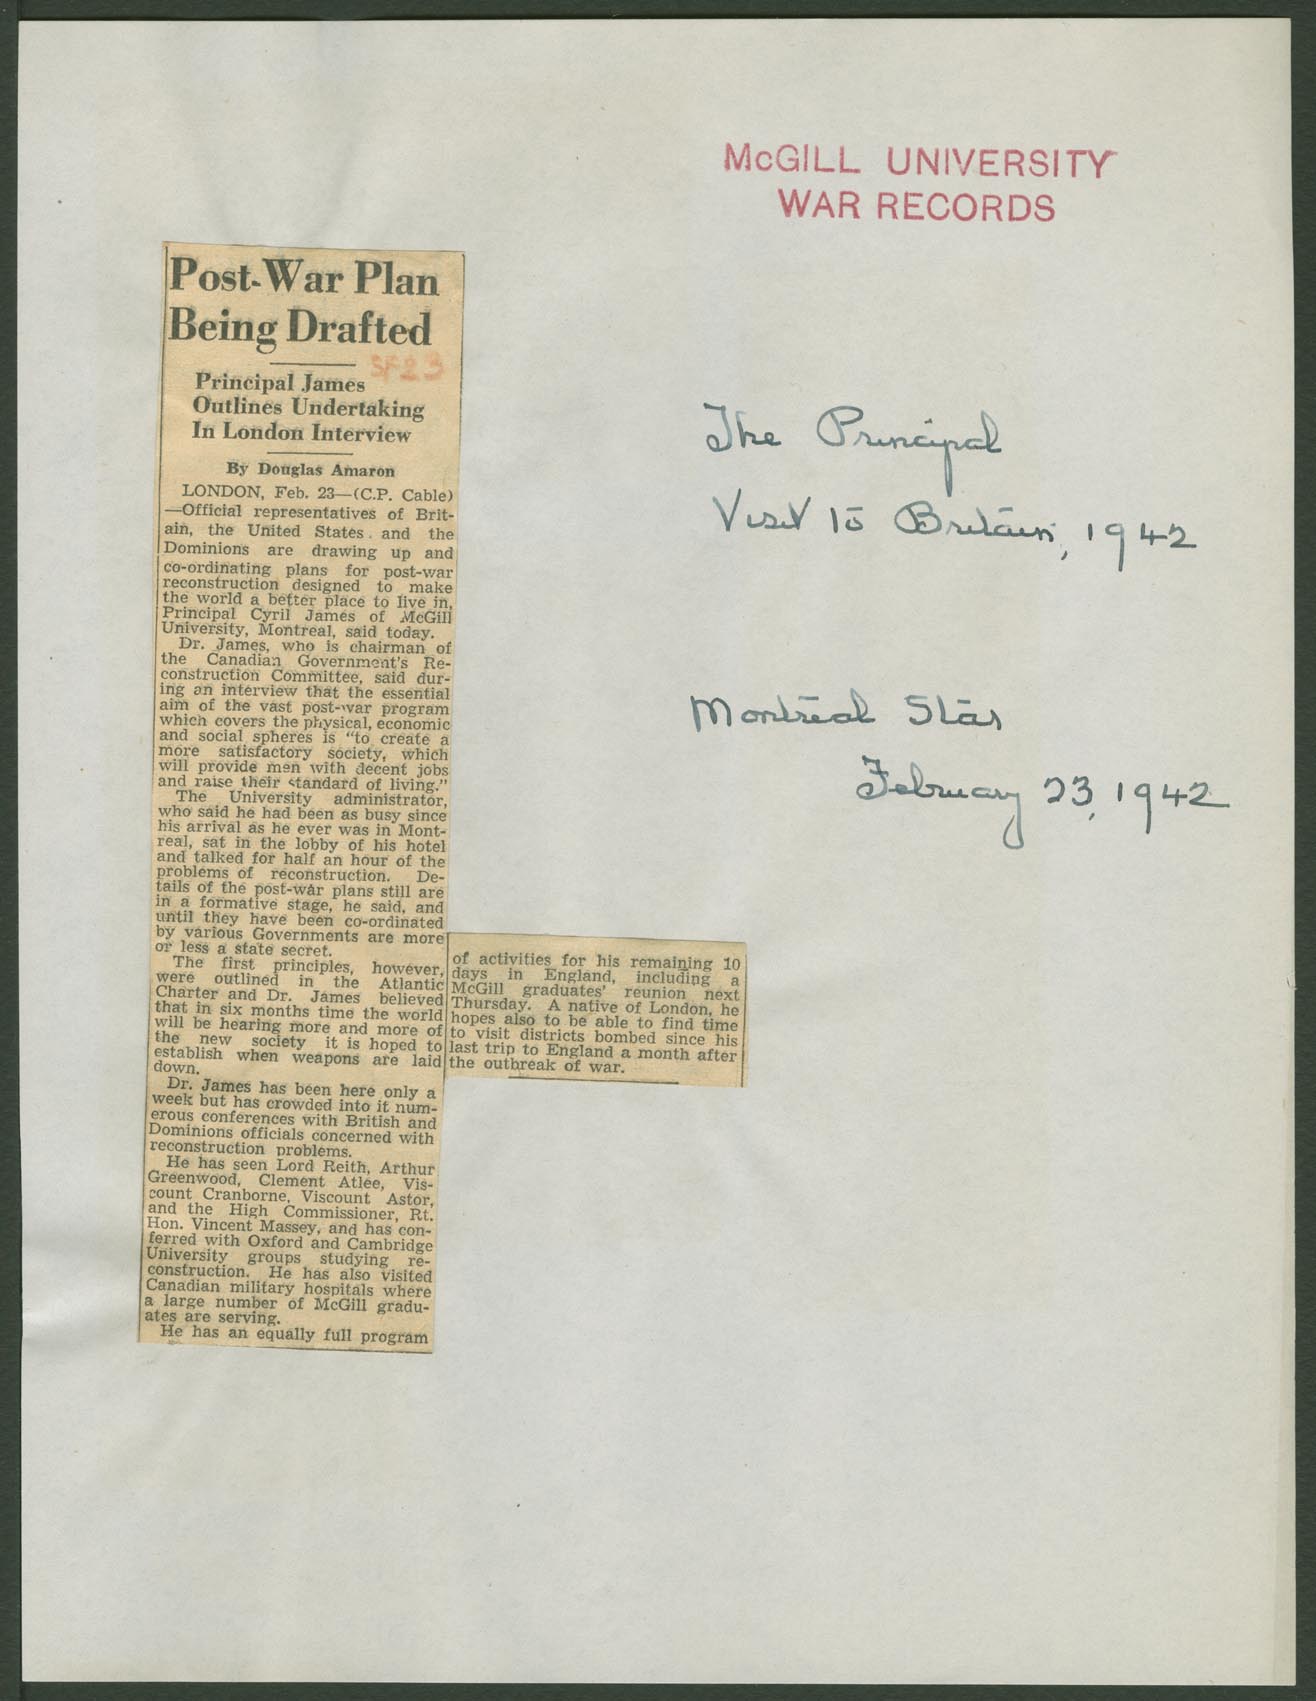 McGILL UNIVERSITY
WAR RECORDS
Post-War Plan
Being Drafted
SF23
Principal James
Outlines Undertaking
In London Interview
By Douglas Amaron
LONDON, Feb. 23—(C.P. Cable)
—Official representatives of Brit-
ain, the United States and the
Dominions are drawing up and
co-ordinating plans for post-war
reconstruction designed to make
the world a better place to live in,
Principal Cyril James of McGill
University, Montreal, said today.
Dr. James, who is chairman of
the Canadian Government's Re-
construction Committee, said dur-
ing an interview that the essential
aim of the vast post-war program
which covers the physical, economic
and social spheres is "to create a
more satisfactory society, which
will provide men with decent jobs
and raise their standard of living."
The University administrator,
who said he had been as busy since
his arrival as he ever was in Mont-
real, sat in the lobby of his hotel
and talked for half an hour of the
problems of reconstruction. De-
tails of the post-war plans still are
in a formative stage, he said, and
until they have been co-ordinated
by various Governments are more
or less a state secret.
The first principles, however,
were outlined in the Atlantic
Charter and Dr. James believed
that in six months time the world
will be hearing more and more of
the new society it is hoped to
establish when weapons are laid
down.
Dr. James has been here only a
week but has crowded into it num-
erous conferences with British and
Dominions officials concerned with
reconstruction problems.
He has seen Lord Reith, Arthur
Greenwood, Clement Atlee, Vis-
count Cranborne, Viscount Astor,
and the High Commissioner, Rt.
Hon. Vincent Massey, and has con-
ferred with Oxford and Cambridge
University groups studying re-
construction. He has also visited
Canadian military hospitals where
a large number of McGill gradu-
ates are serving.
He has an equally full program
of activities for his remaining 10
days in England, including a
McGill graduates' reunion next
Thursday. A native of London, he
hopes also to be able to find time
to visit districts bombed since his
last trip to England a month after
the outbreak of war.
The Principal
Visit to Britain, 1942
Montreal Star
February 23, 1942